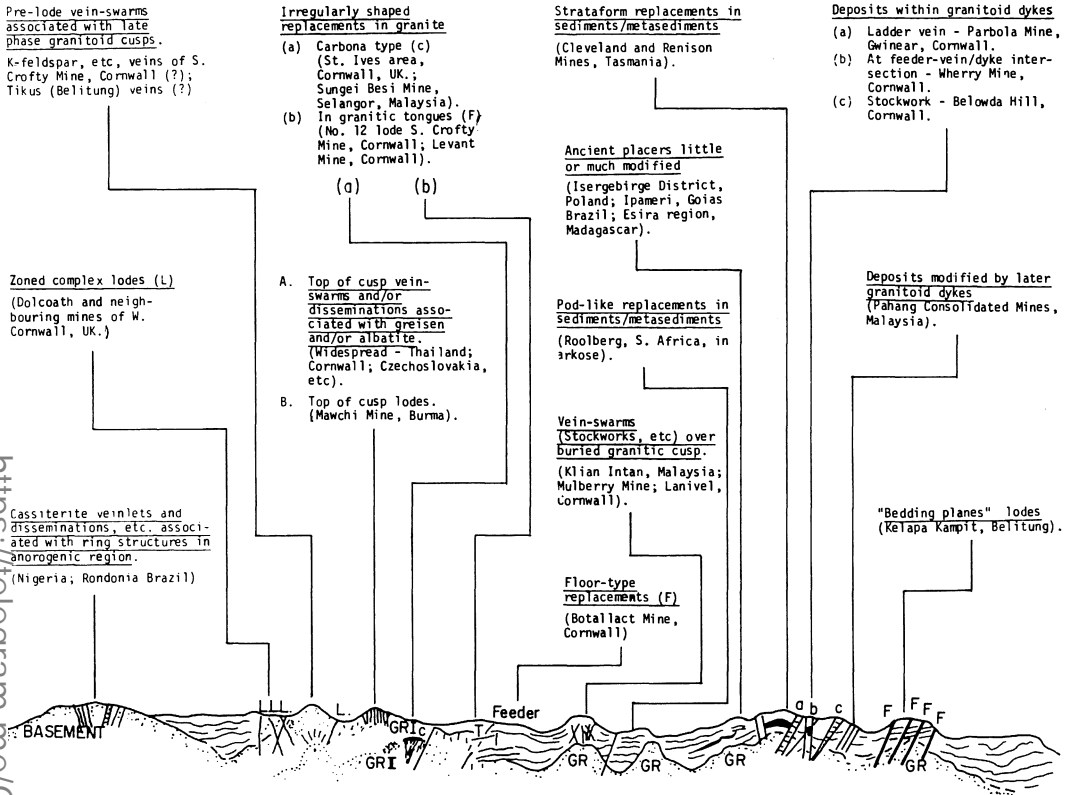 Pre-lode vein-swarms
associated with late
phase granitoid cusps.
K-feldspar, etc, veins of S.
Crofty Mine, Cornwall (?);
Tikus (Belitung) veins (?)
Irregularly shaped
replacements in granite
(a) Carbona type (c)
(St. Ives area,
Cornwall, UK.;
Sungei Besi Mine,
Selangor, Malaysia).
(b) In granitic tongues (F)
(No. 12 lode S. Crofty
Mine, Cornwall; Levant
Mine, Cornwall).
(a) (b)
Strataform replacements in
sediments/metasediments
(Cleveland and Renison
Mines, Tasmania).
Deposits within granitoid dykes
(a) Ladder vein - Parbola Mine,
Gwinear, Cornwall.
(b) At feeder-vein/dyke inter-
section - Wherry Mine,
Cornwall.
(c) Stockwork - Belowda Hill,
Cornwall.
Ancient placers little
or much modified
(Isergebirge District,
Poland; Ipameri, Goias
Brazil; Esira region,
Madagascar).
Zoned complex lodes (L)
(Dolcoath and neigh-
bouring mines of W.
Cornwall, UK.)
A. Top of cusp vein-
swarms and/or
disseminations asso-
ciated with greisen
and/or albatite.
(Widespread - Thailand;
Cornwall; Czechoslovakia,
etc).
B. Top of cusp lodes.
(Mawchi Mine, Burma).
Pod-like replacements in
sediments/metasediments
(Roolberg, S. Africa, in
arkose).
Deposits modified by later
granitoid dykes
(Pahang Consolidated Mines,
Malaysia).
Vein-swarms
(Stockworks, etc) over
buried granitic cusp.
(Klian Intan, Malaysia;
Mulberry Mine; Lanivel,
Cornwall).
Cassiterite veinlets and
disseminations, etc. associ-
ated with ring structures in
anorogenic region.
(Nigeria; Rondonia Brazil)
"Bedding planes" lodes
(Kelapa Kampit, Belitung).
Floor-type
replacements (F)
(Botallact Mine,
Cornwall)
BASEMENT
LLL
L
GRI
c
GRI
T
T
Feeder
GR
GR
GR
a b c
F F F F
GR